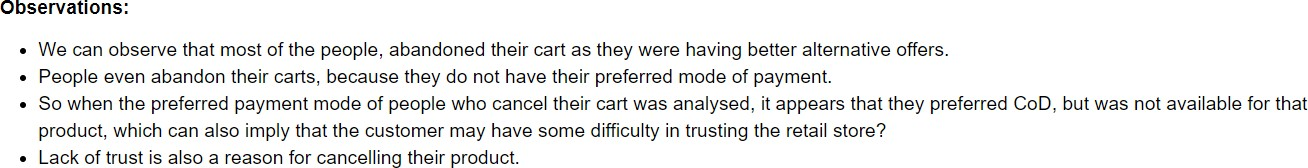 Observations:
• We can observe that most of the people, abandoned their cart as they were having better alternative offers.
• People even abandon their carts, because they do not have their preferred mode of payment.
• So when the preferred payment mode of people who cancel their cart was analysed, it appears that they preferred CoD, but was not available for that
product, which can also imply that the customer may have some difficulty in trusting the retail store?
• Lack of trust is also a reason for cancelling their product.